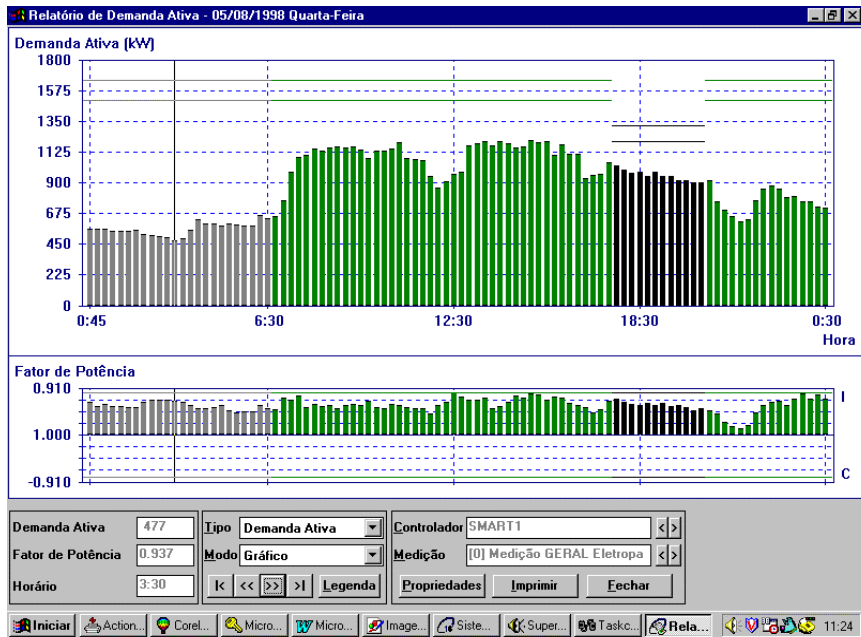 Relatório de Demanda Ativa - 05/08/1998 Quarta-Feira
Demanda Ativa (kW)
1800
1575
1350
1125
900
675
450
225
0
0:45 6:30 12:30 18:30 0:30
Hora
Fator de Potência
0.910 I
1.000
-0.910 C
Demanda Ativa 477 Tipo Demanda Ativa Controlador SMART1 < >
Fator de Potência 0.937 Modo Gráfico Medição [0] Medição GERAL Eletropa < >
Horário 3:30 |< << >> >| Legenda Propriedades Imprimir Fechar
Iniciar Action... Corel... Micro... Micro... Image... Siste... Super... Taskc... Rela... 11:24